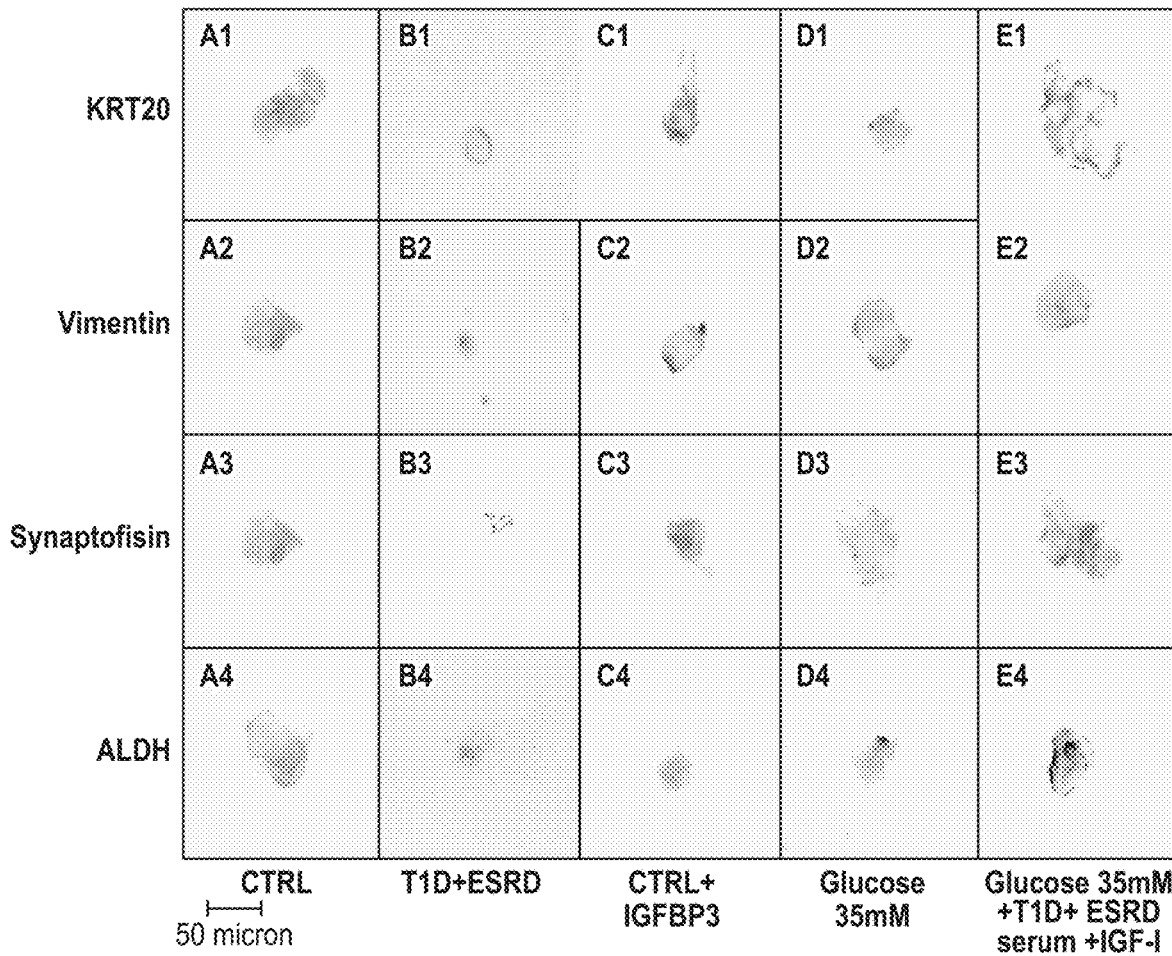 A1 B1 C1 D1 E1
KRT20
A2 B2 C2 D2 E2
Vimentin
A3 B3 C3 D3 E3
Synaptofisin
A4 B4 C4 D4 E4
ALDH
CTRL T1D+ESRD CTRL+ Glucose Glucose 35mM
IGFBP3 35mM +T1D+ ESRD
50 micron serum +IGF-I